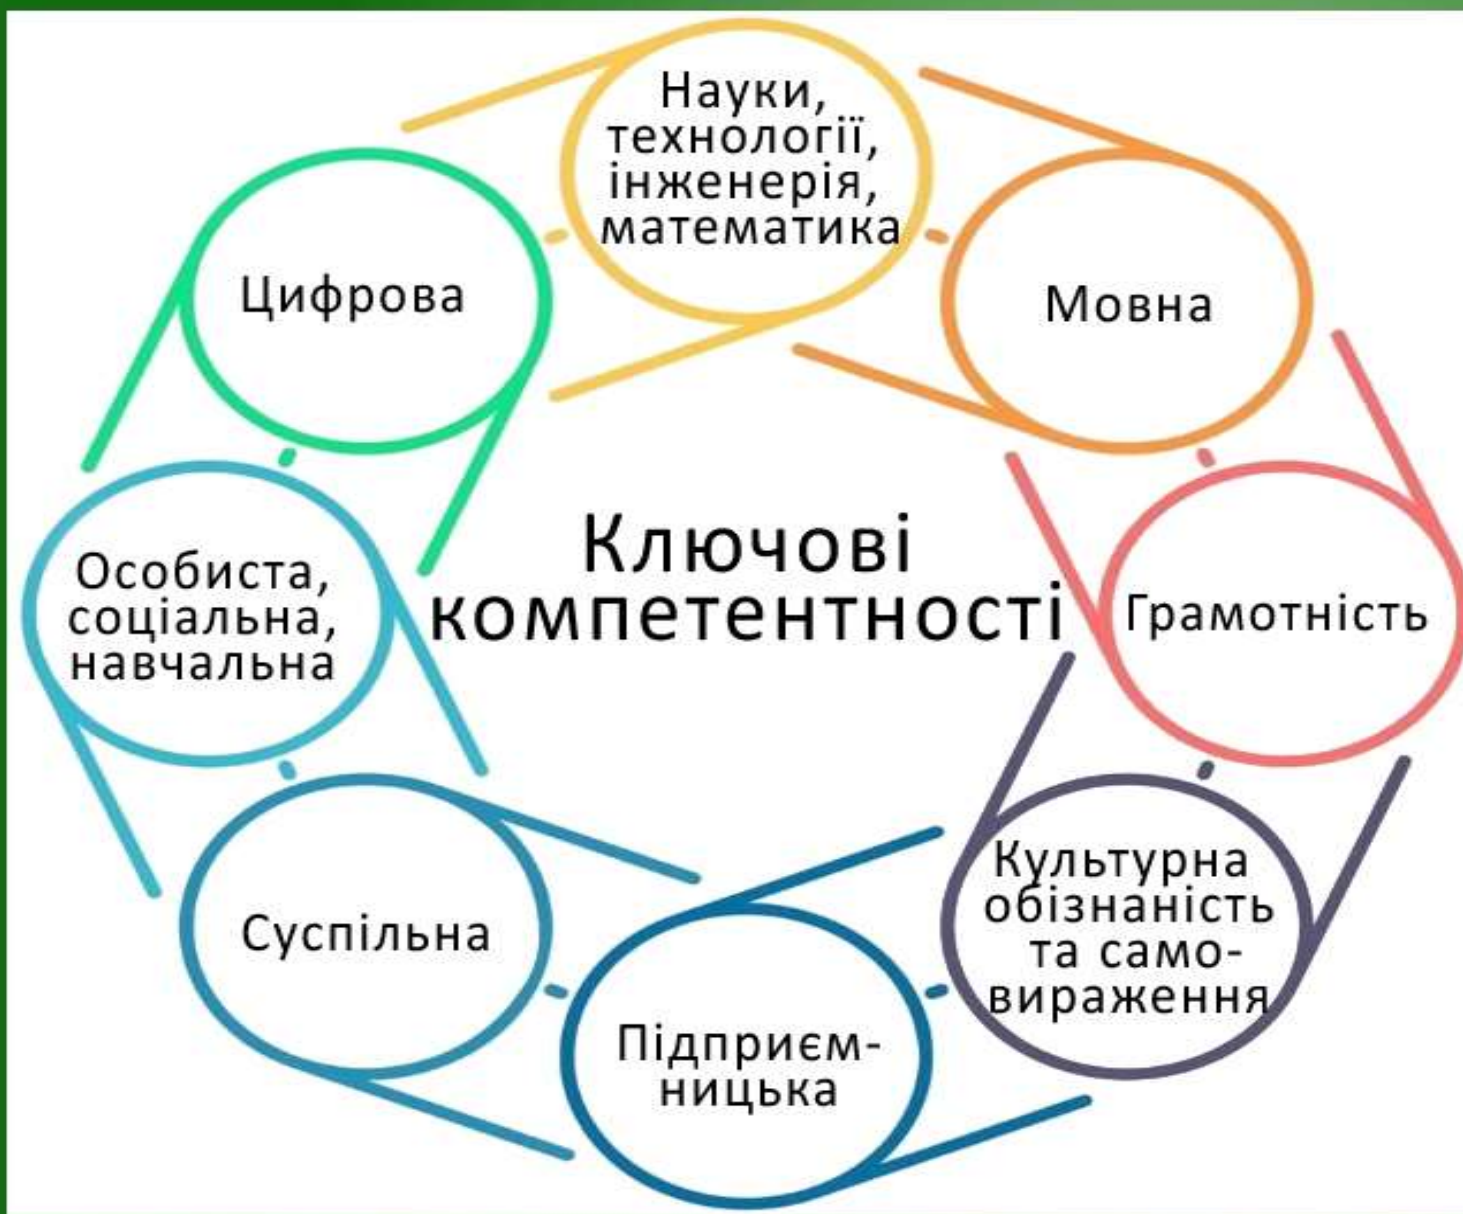 Науки,
технології,
інженерія,
математика
Мовна
Грамотність
Культурна
обізнаність
та само-
вираження
Підприєм-
ницька
Суспільна
Особиста,
соціальна,
навчальна
Цифрова
Ключові
компетентності